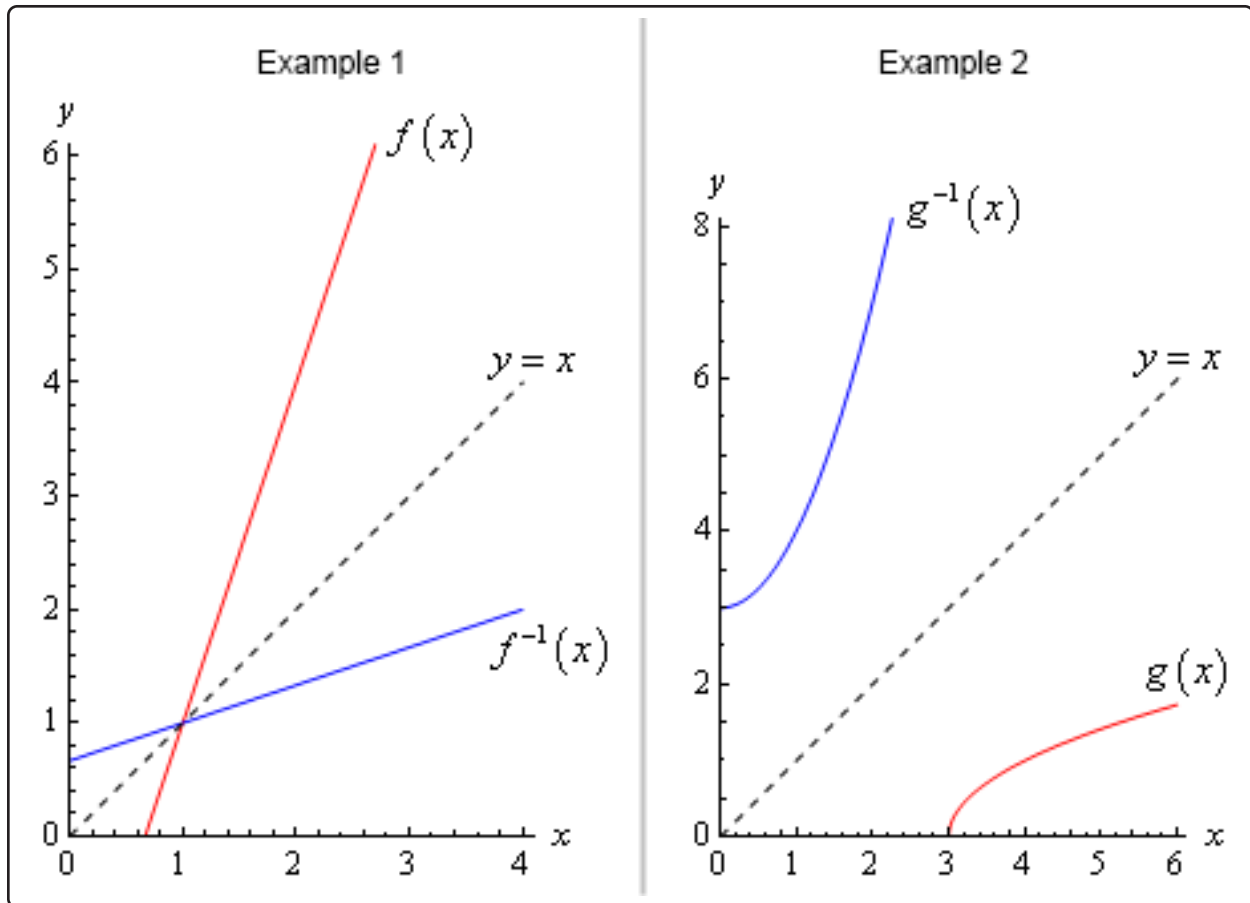 Example 1
y
f(x)
6
5
y = x
4
3
2
f⁻¹(x)
1
0
x
0 1 2 3 4
Example 2
y
g⁻¹(x)
8
y = x
6
4
2
g(x)
0
x
0 1 2 3 4 5 6